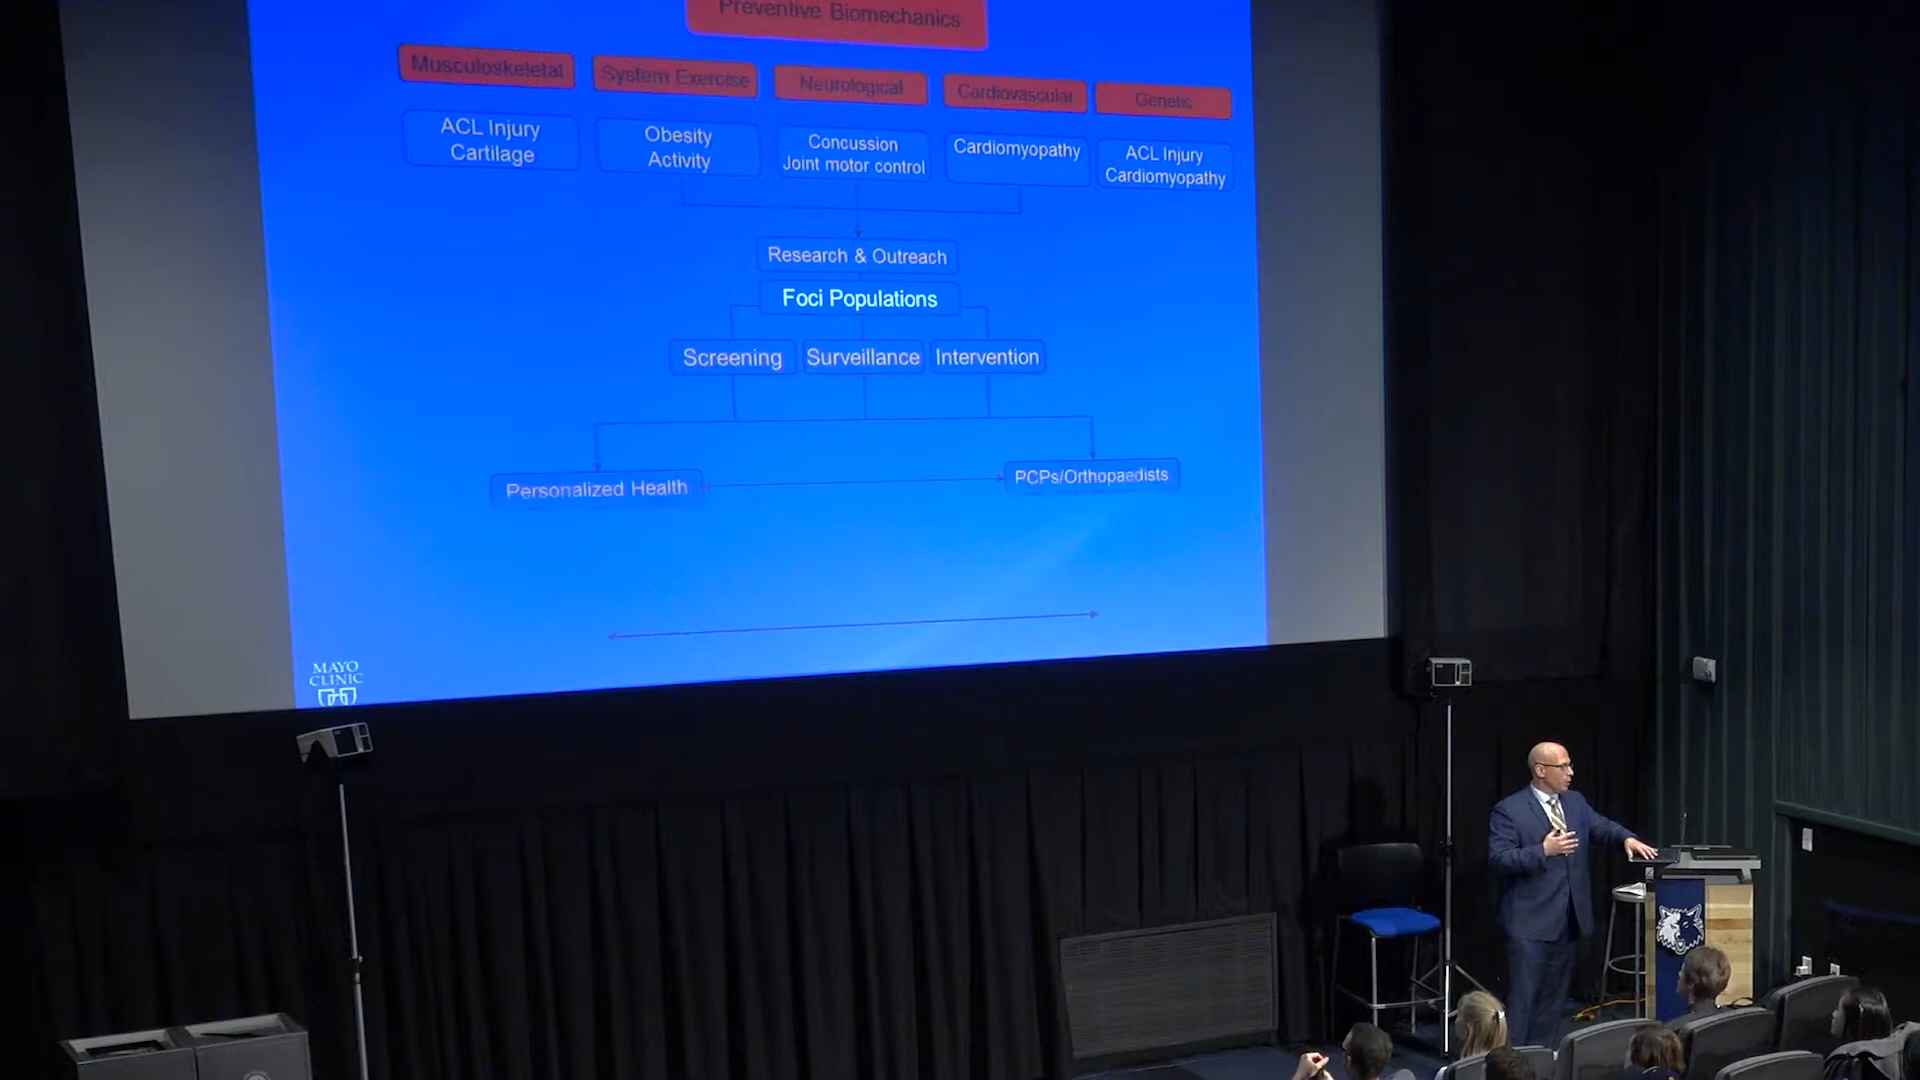 Preventive Biomechanics
Musculoskeletal
System Exercise
Neurological
Cardiovascular
Genetic
ACL Injury
Cartilage
Obesity
Activity
Concussion
Joint motor control
Cardiomyopathy
ACL Injury
Cardiomyopathy
Research & Outreach
Foci Populations
Screening
Surveillance
Intervention
Personalized Health
PCPs/Orthopaedists
MAYO
CLINIC